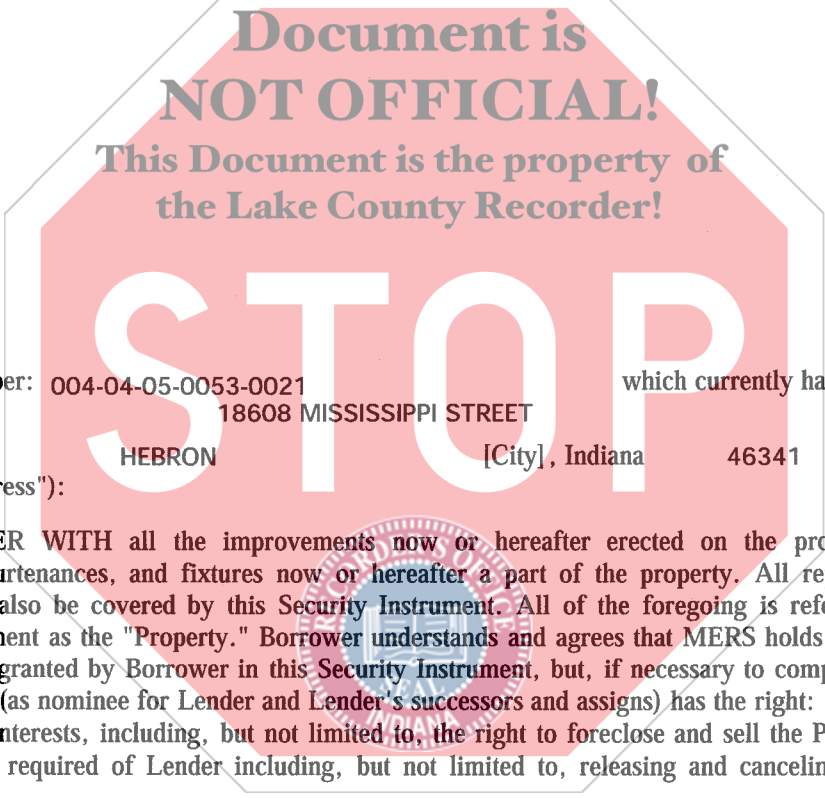 Document is
NOT OFFICIAL!
This Document is the property of
the Lake County Recorder!
STOP
er: 004-04-05-0053-0021 which currently ha
18608 MISSISSIPPI STREET
HEBRON [City], Indiana 46341
ress"):
ER WITH all the improvements now or hereafter erected on the pro
urtenances, and fixtures now or hereafter a part of the property. All re
also be covered by this Security Instrument. All of the foregoing is refe
ment as the "Property." Borrower understands and agrees that MERS holds
granted by Borrower in this Security Instrument, but, if necessary to comp
(as nominee for Lender and Lender's successors and assigns) has the right:
nterests, including, but not limited to, the right to foreclose and sell the P
required of Lender including, but not limited to, releasing and cancelin
RECORDER'S OFFICE
SEAL
INDIANA